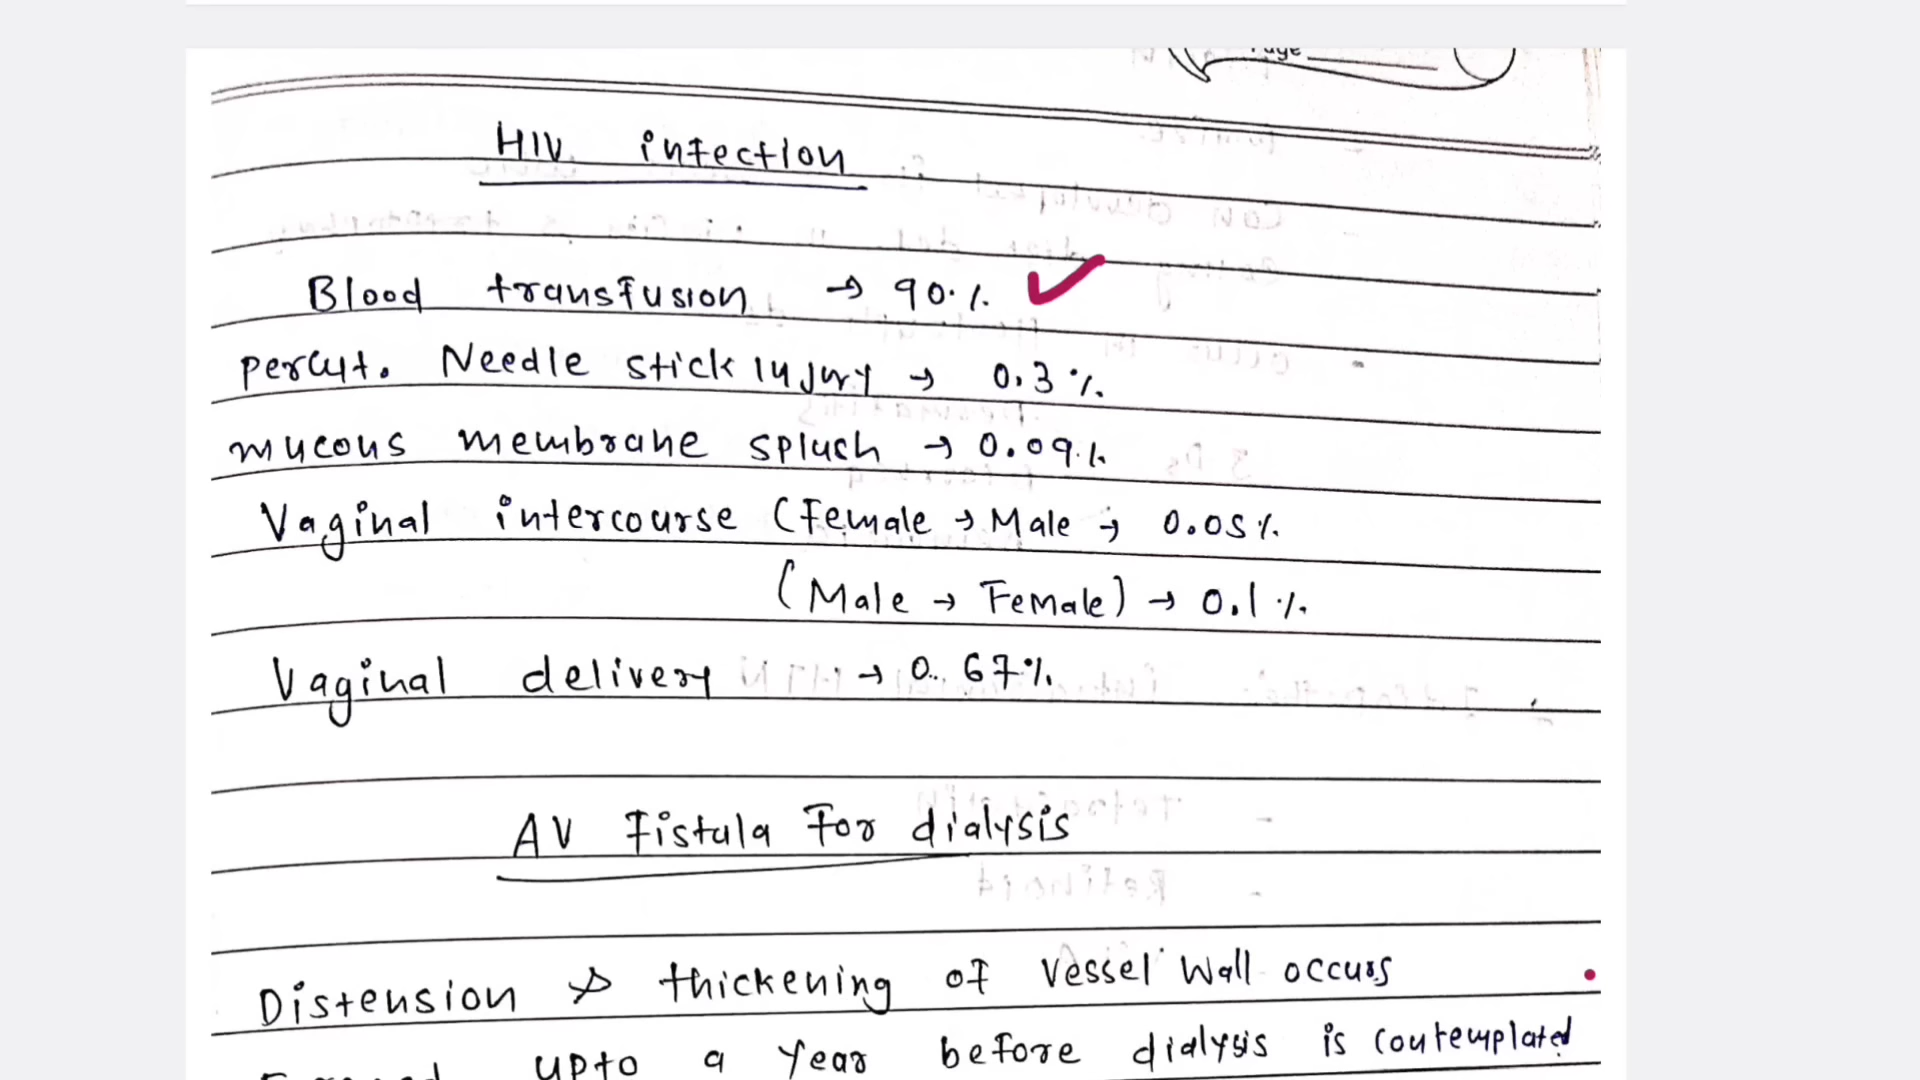 HIV infection
Blood transfusion → 90%
percut. Needle stick injury → 0.3%
mucous membrane splash → 0.09%
Vaginal intercourse (Female → Male → 0.05%
(Male → Female) → 0.1%
Vaginal delivery → 0.67%
AV Fistula For dialysis
Distension & thickening of Vessel Wall occurs
upto a Year before dialysis is contemplated